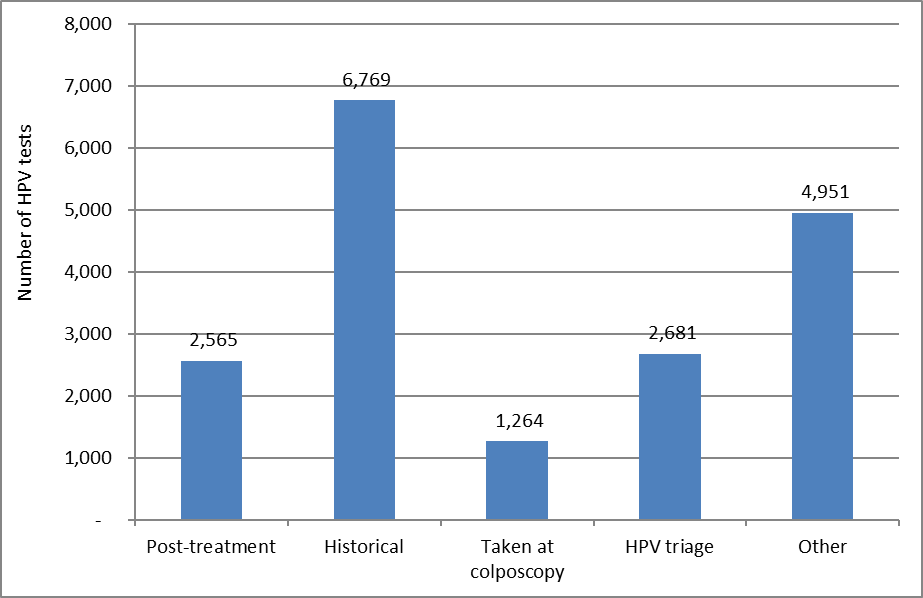 8,000
7,000
6,000
5,000
4,000
3,000
2,000
1,000
-
Number of HPV tests
2,565
6,769
1,264
2,681
4,951
Post-treatment
Historical
Taken at
colposcopy
HPV triage
Other